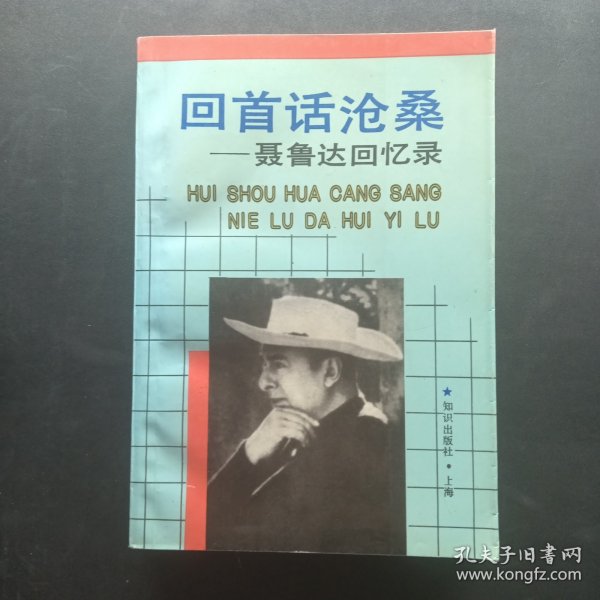 回首话沧桑
——聂鲁达回忆录
HUI SHOU HUA CANG SANG
NIE LU DA HUI YI LU
★知识出版社·上海
孔夫子旧书网
www.kongfz.com